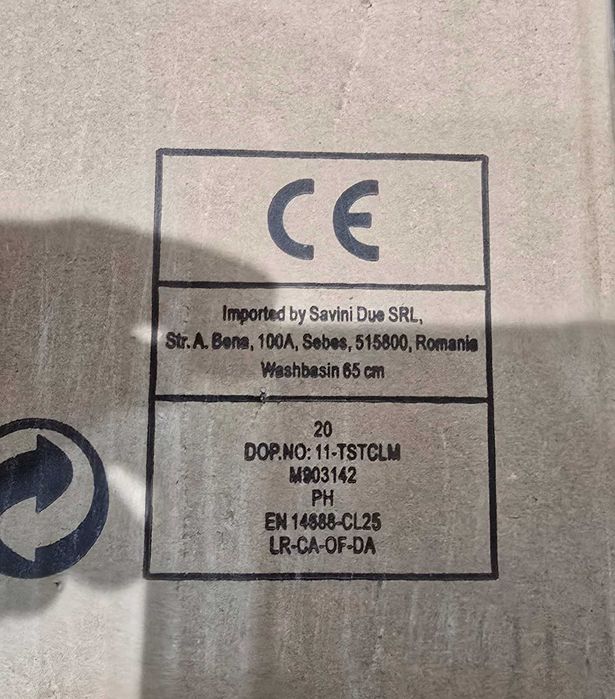 CE
Imported by Savini Due SRL,
Str. A. Bena, 100A, Sebes, 515800, Romania
Washbasin 65 cm
20
DOP.NO: 11-TSTCLM
M903142
PH
EN 14688-CL25
LR-CA-OF-DA